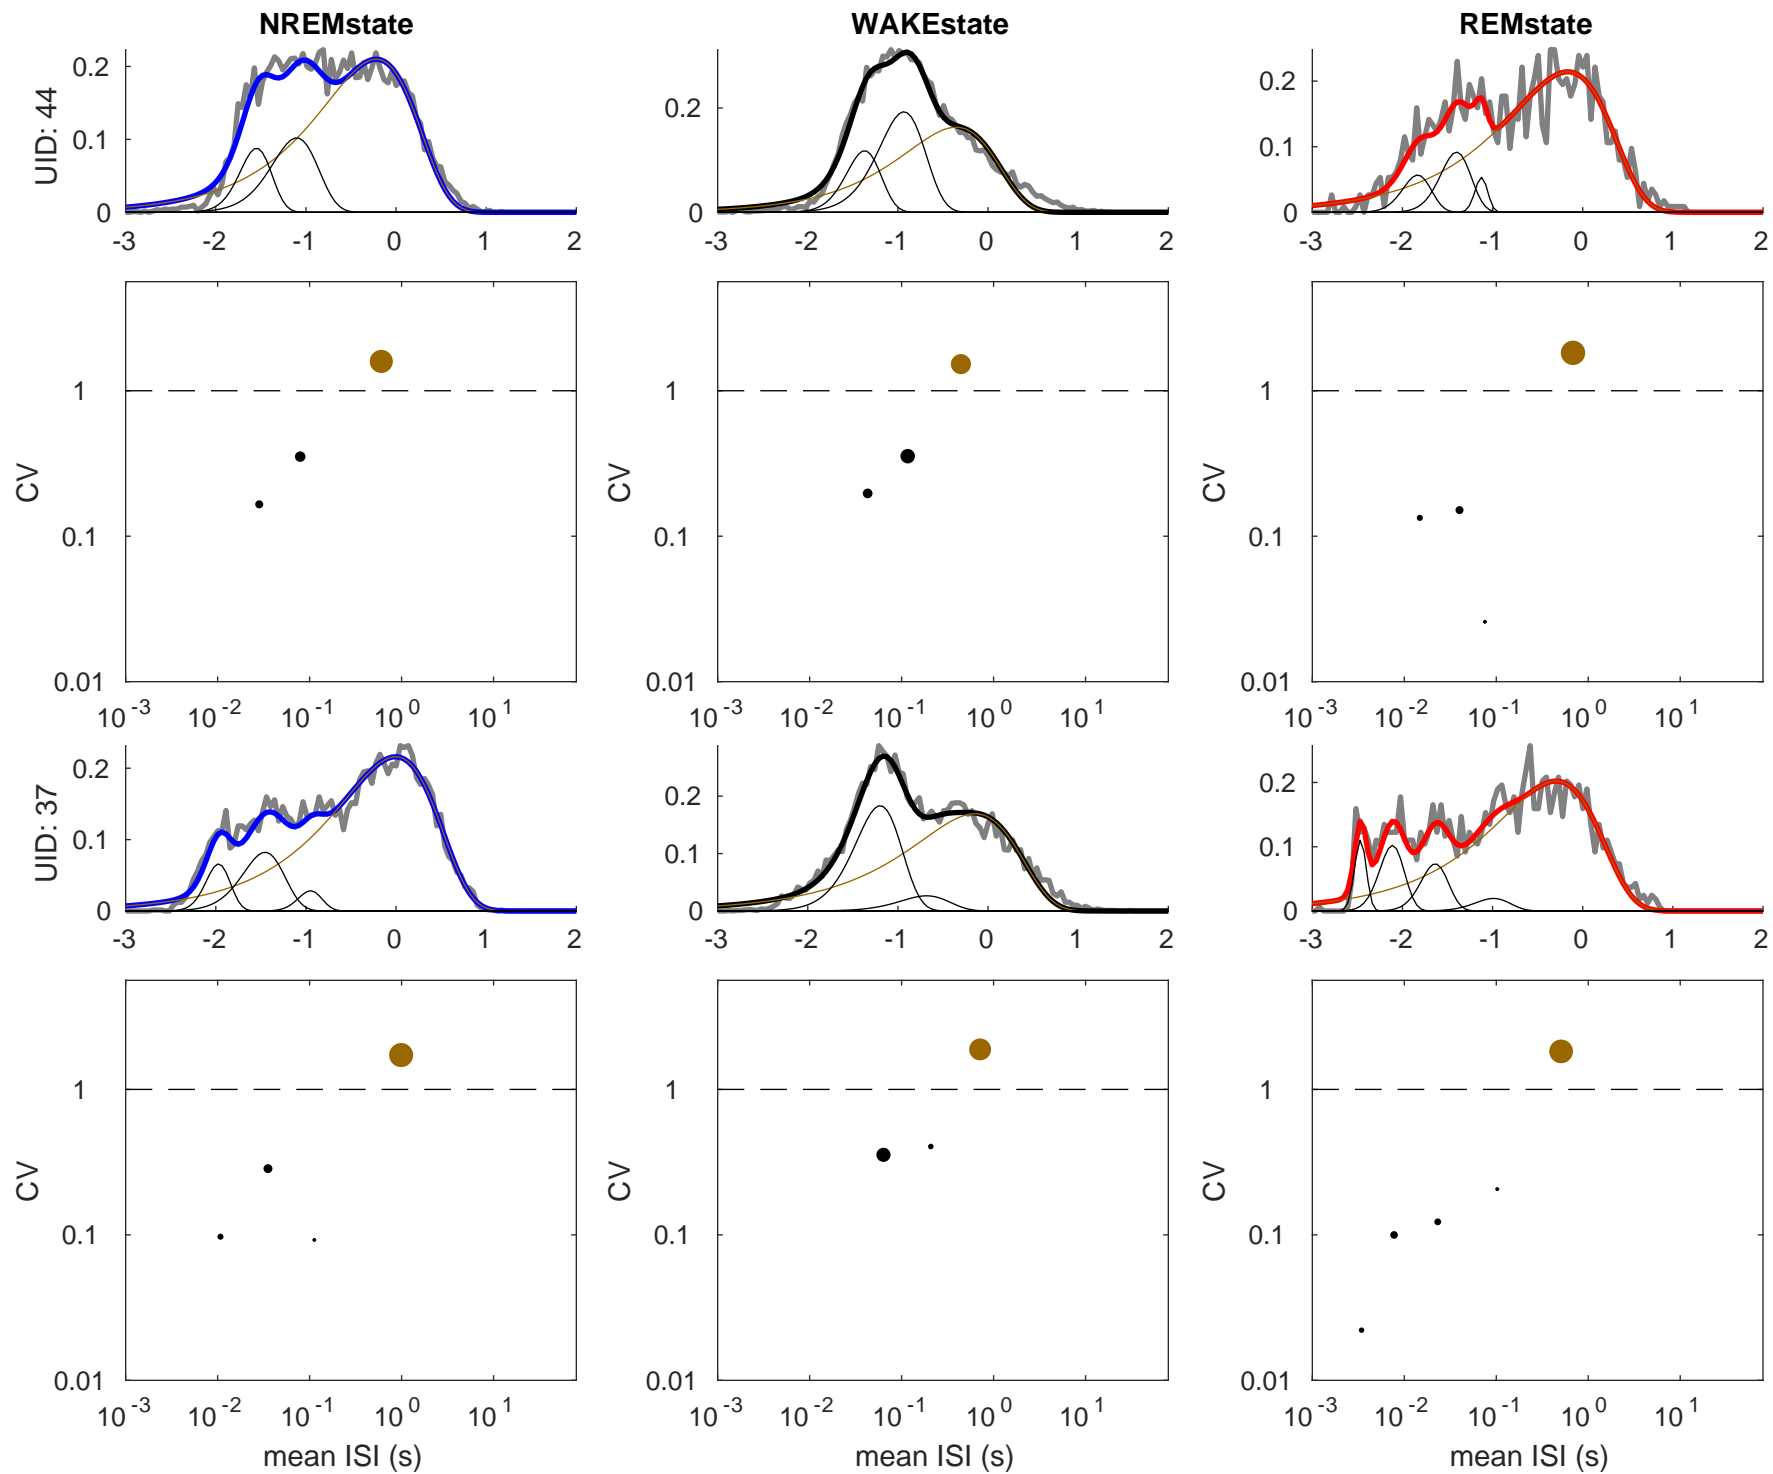 NREMstate WAKEstate REMstate
UID: 44
0.2 0.1 0
0.2 0
0.2 0.1 0
-3 -2 -1 0 1 2
-3 -2 -1 0 1 2
-3 -2 -1 0 1 2
CV 1 0.1 0.01
CV 1 0.1 0.01
CV 1 0.1 0.01
10^-3 10^-2 10^-1 10^0 10^1
10^-3 10^-2 10^-1 10^0 10^1
10^-3 10^-2 10^-1 10^0 10^1
UID: 37
0.2 0.1 0
0.2 0.1 0
0.2 0.1 0
-3 -2 -1 0 1 2
-3 -2 -1 0 1 2
-3 -2 -1 0 1 2
CV 1 0.1 0.01
CV 1 0.1 0.01
CV 1 0.1 0.01
10^-3 10^-2 10^-1 10^0 10^1
10^-3 10^-2 10^-1 10^0 10^1
10^-3 10^-2 10^-1 10^0 10^1
mean ISI (s) mean ISI (s) mean ISI (s)